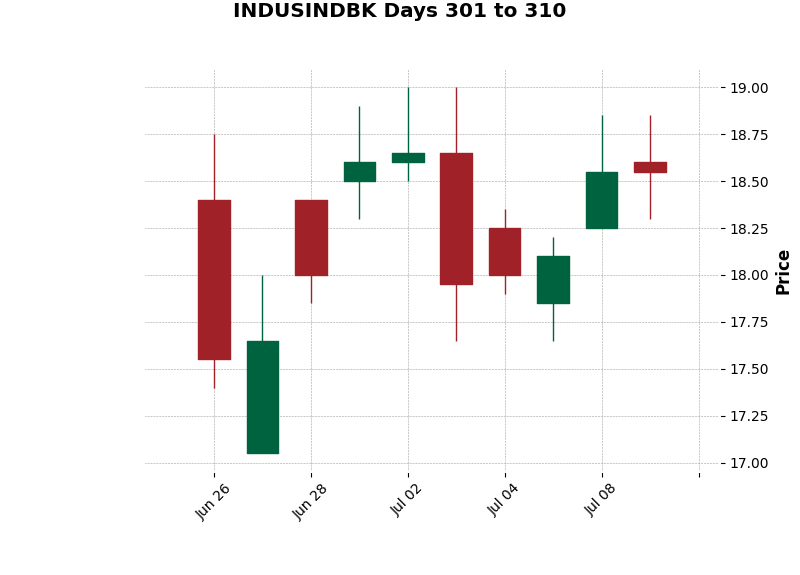 INDUSINDBK Days 301 to 310
19.00
18.75
18.50
18.25
18.00
17.75
17.50
17.25
17.00
Price
Jun 26
Jun 28
Jul 02
Jul 04
Jul 08